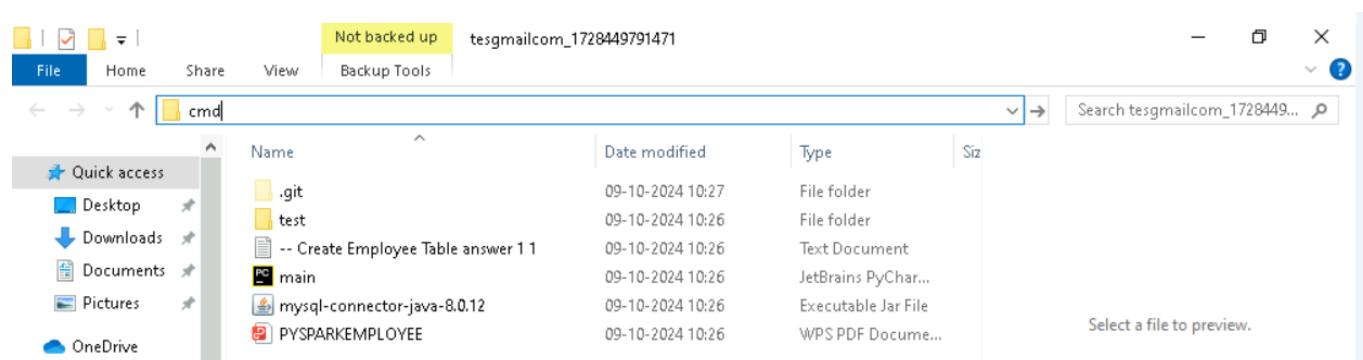 Not backed up tesgmailcom_1728449791471
File Home Share View Backup Tools
cmd Search tesgmailcom_1728449...
Name Date modified Type Siz
Quick access
.git 09-10-2024 10:27 File folder
Desktop
test 09-10-2024 10:26 File folder
Downloads
-- Create Employee Table answer 1 1 09-10-2024 10:26 Text Document
Documents
PC main 09-10-2024 10:26 JetBrains PyChar...
Pictures
mysql-connector-java-8.0.12 09-10-2024 10:26 Executable Jar File
Select a file to preview.
PYSPARKEMPLOYEE 09-10-2024 10:26 WPS PDF Docume...
OneDrive